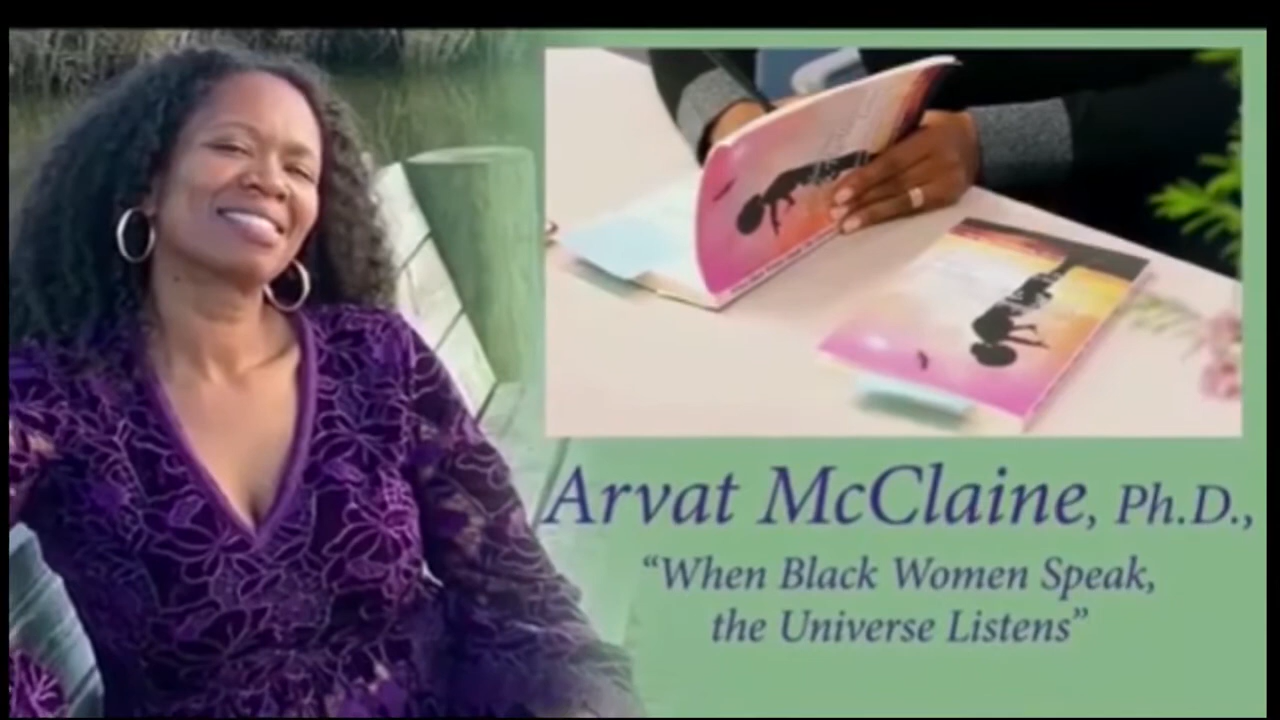 Arvat McClaine, Ph.D.,
“When Black Women Speak,
the Universe Listens”